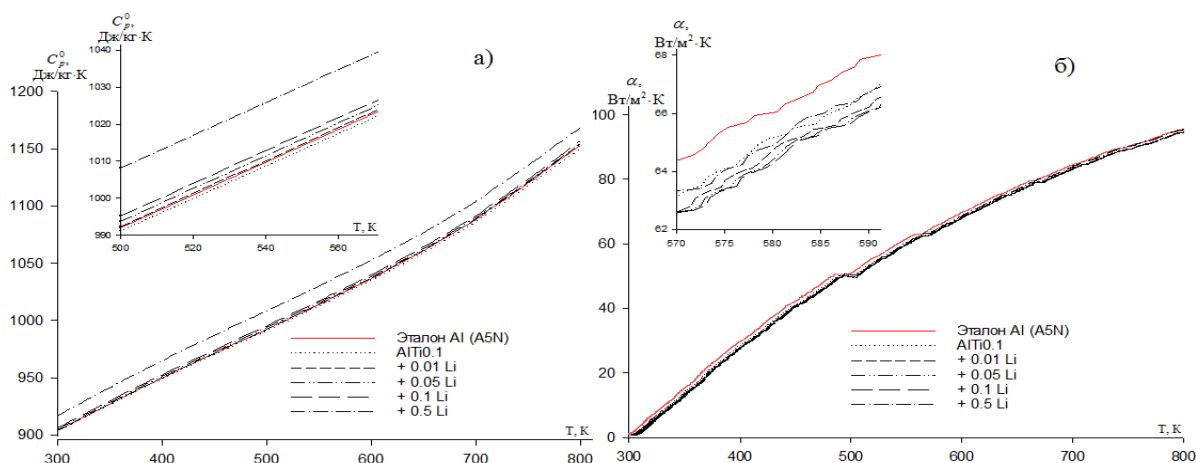 C_p^0,
Дж/кг·К
1040
1030
1020
1010
1000
990
500
520
540
560
T, К
а)
C_p^0,
Дж/кг·К
1200
1150
1100
1050
1000
950
900
300
400
500
600
700
800
T, К
Эталон Al (A5N)
AlTi0.1
+ 0.01 Li
+ 0.05 Li
+ 0.1 Li
+ 0.5 Li
α,
Вт/м²·К
68
66
64
62
570
575
580
585
590
T, К
б)
α,
Вт/м²·К
100
80
60
40
20
0
300
400
500
600
700
800
T, К
Эталон Al (A5N)
AlTi0.1
+ 0.01 Li
+ 0.05 Li
+ 0.1 Li
+ 0.5 Li